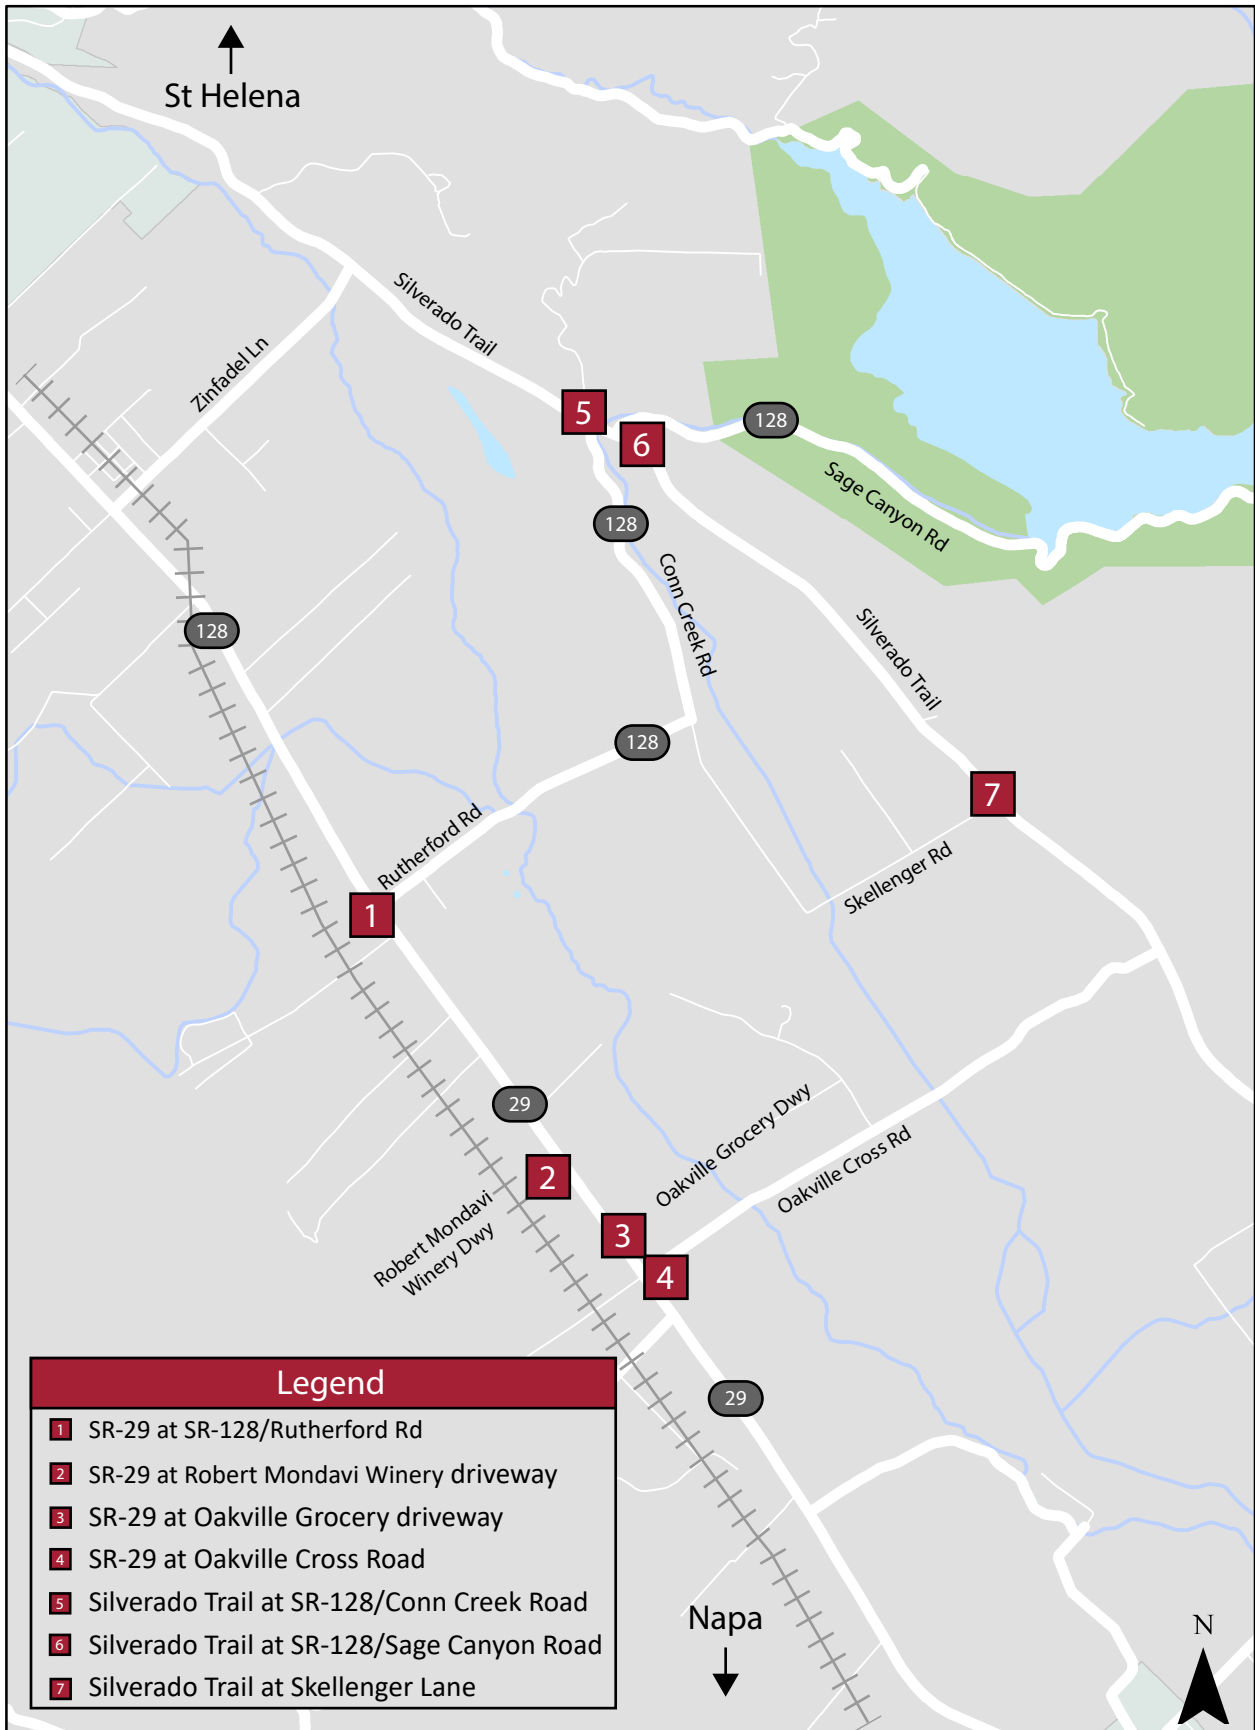 St Helena
Silverado Trail
Zinfadel Ln
5
128
6
Sage Canyon Rd
128
Conn Creek Rd
128
Silverado Trail
128
7
Rutherford Rd
Skellenger Rd
1
29
Oakville Grocery Dwy
Oakville Cross Rd
2
Robert Mondavi
Winery Dwy
3
4
29
Legend
1 SR-29 at SR-128/Rutherford Rd
2 SR-29 at Robert Mondavi Winery driveway
3 SR-29 at Oakville Grocery driveway
4 SR-29 at Oakville Cross Road
5 Silverado Trail at SR-128/Conn Creek Road
6 Silverado Trail at SR-128/Sage Canyon Road
7 Silverado Trail at Skellenger Lane
Napa
N